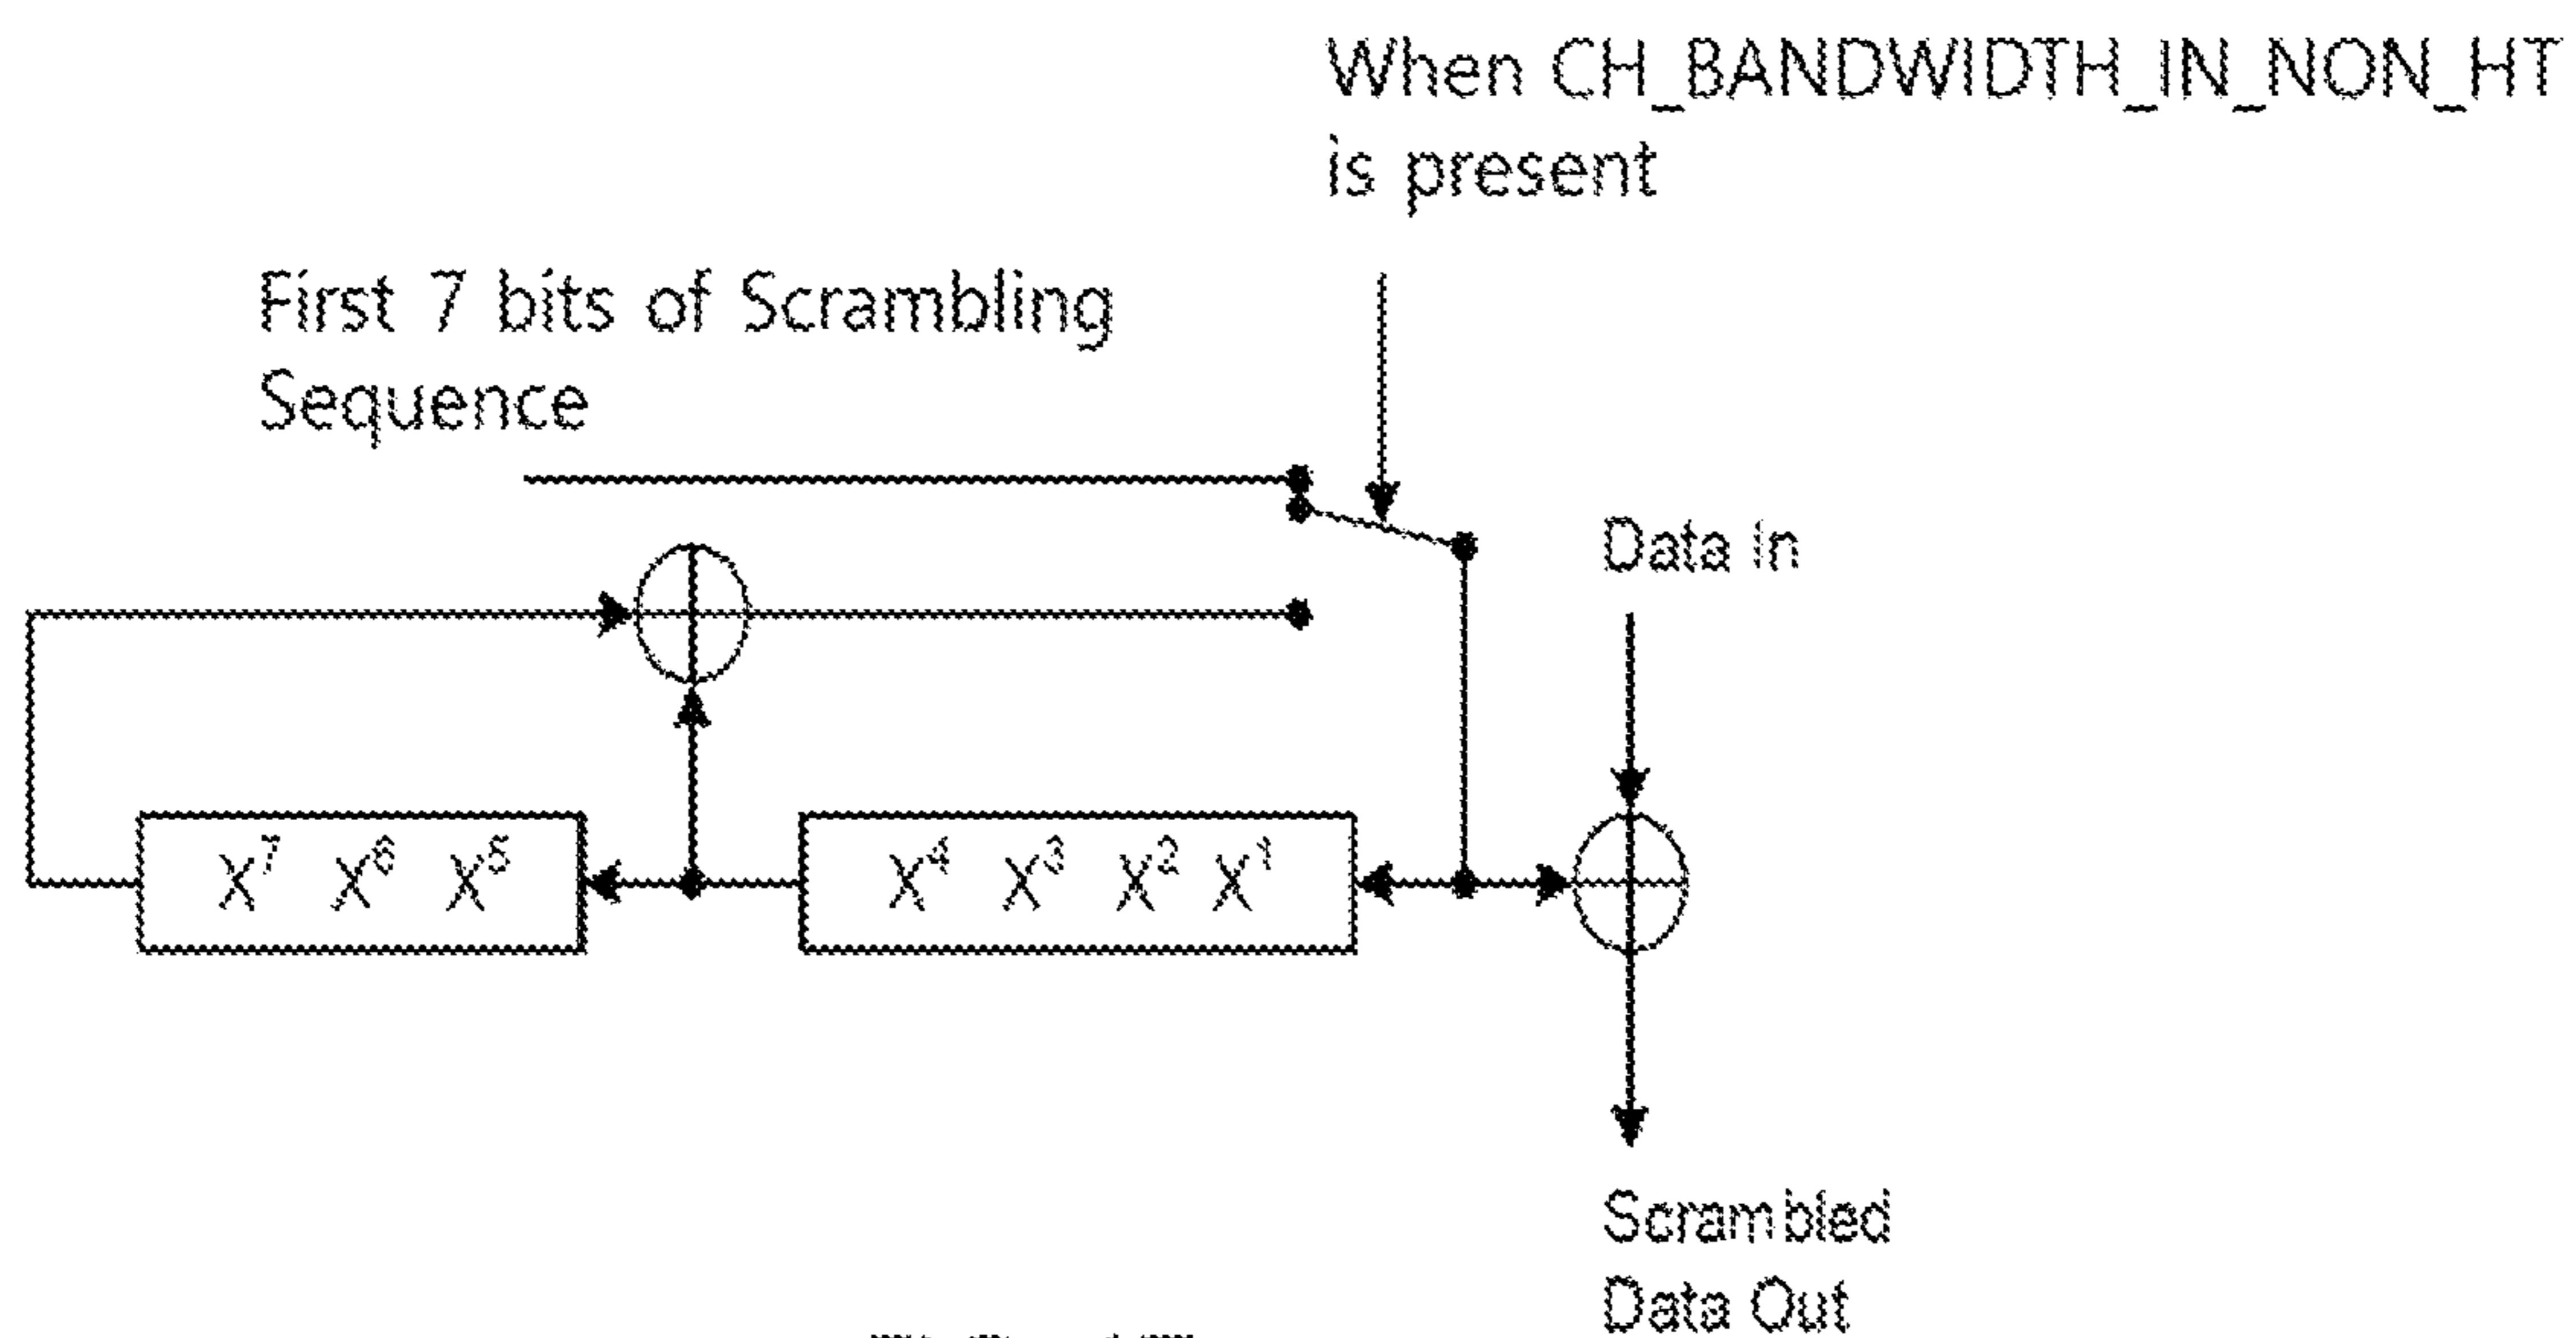 When CH_BANDWIDTH_IN_NON_HT
is present
First 7 bits of Scrambling
Sequence
Data In
X⁷ X⁶ X⁵
X⁴ X³ X² X¹
Scrambled
Data Out